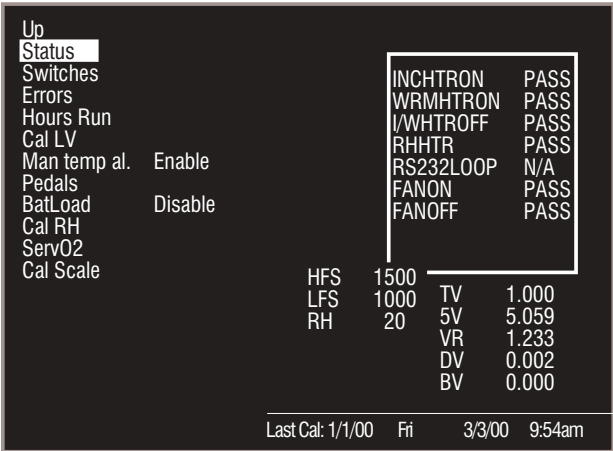 Up
Status
Switches
Errors
Hours Run
Cal LV
Man temp al. Enable
Pedals
BatLoad Disable
Cal RH
ServO2
Cal Scale
INCHTRON PASS
WRMHTRON PASS
I/WHTROFF PASS
RHHTR PASS
RS232LOOP N/A
FANON PASS
FANOFF PASS
HFS 1500
LFS 1000
RH 20
TV 1.000
5V 5.059
VR 1.233
DV 0.002
BV 0.000
Last Cal: 1/1/00 Fri 3/3/00 9:54am